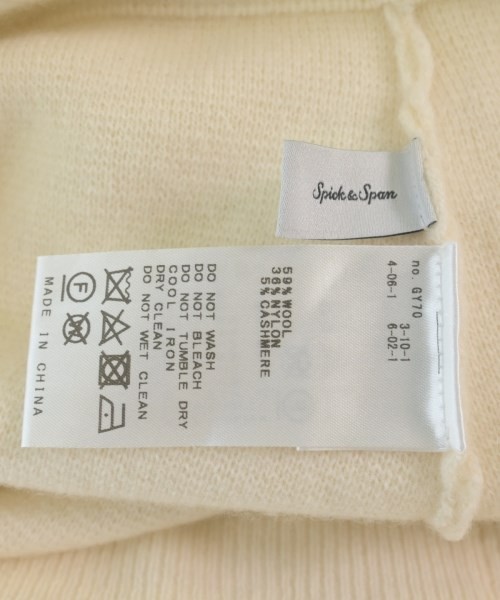 Spick & Span
no. GY70
3-10-1
4-06-1
6-02-1
59% WOOL
36% NYLON
5% CASHMERE
DO NOT WASH
DO NOT BLEACH
DO NOT TUMBLE DRY
COOL IRON
DRY CLEAN
DO NOT WET CLEAN
F
W
MADE IN CHINA